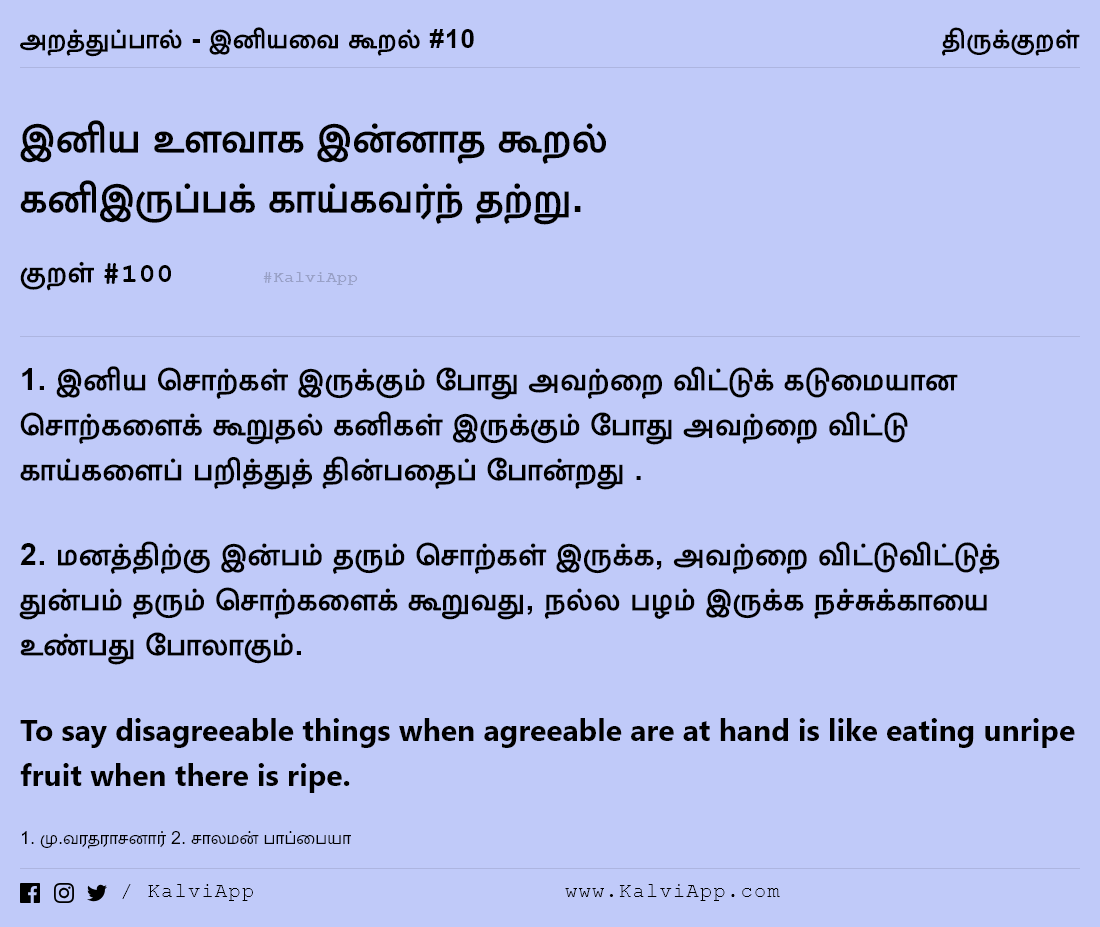 அறத்துப்பால் - இனியவை கூறல் #10
திருக்குறள்
இனிய உளவாக இன்னாத கூறல்
கனிஇருப்பக் காய்கவர்ந் தற்று.
குறள் #100
#KalviApp
1. இனிய சொற்கள் இருக்கும் போது அவற்றை விட்டுக் கடுமையான
சொற்களைக் கூறுதல் கனிகள் இருக்கும் போது அவற்றை விட்டு
காய்களைப் பறித்துத் தின்பதைப் போன்றது .
2. மனத்திற்கு இன்பம் தரும் சொற்கள் இருக்க, அவற்றை விட்டுவிட்டுத்
துன்பம் தரும் சொற்களைக் கூறுவது, நல்ல பழம் இருக்க நச்சுக்காயை
உண்பது போலாகும்.
To say disagreeable things when agreeable are at hand is like eating unripe
fruit when there is ripe.
1. மு.வரதராசனார் 2. சாலமன் பாப்பையா
/ KalviApp
www.KalviApp.com